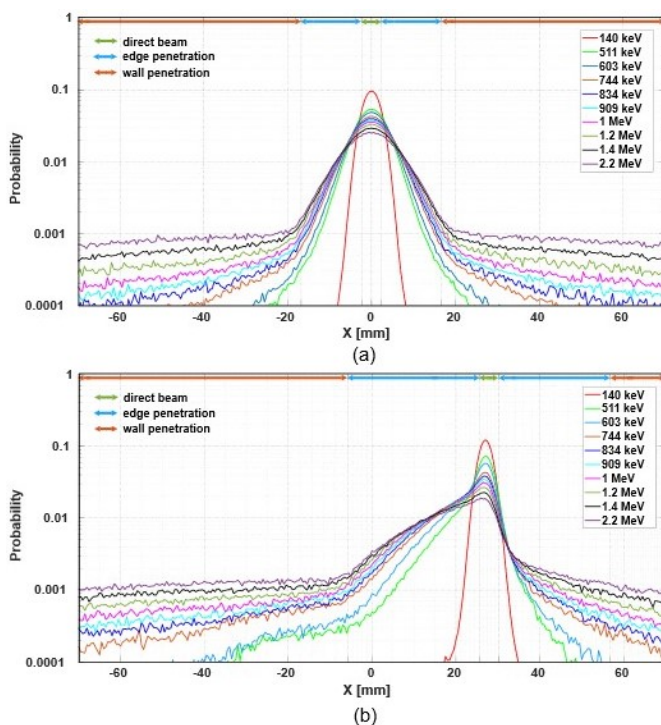 1
0.1
0.01
0.001
0.0001
Probability
direct beam
edge penetration
wall penetration
140 keV
511 keV
603 keV
744 keV
834 keV
909 keV
1 MeV
1.2 MeV
1.4 MeV
2.2 MeV
-60 -40 -20 0 20 40 60
X [mm]
(a)
1
0.1
0.01
0.001
0.0001
Probability
direct beam
edge penetration
wall penetration
140 keV
511 keV
603 keV
744 keV
834 keV
909 keV
1 MeV
1.2 MeV
1.4 MeV
2.2 MeV
-60 -40 -20 0 20 40 60
X [mm]
(b)